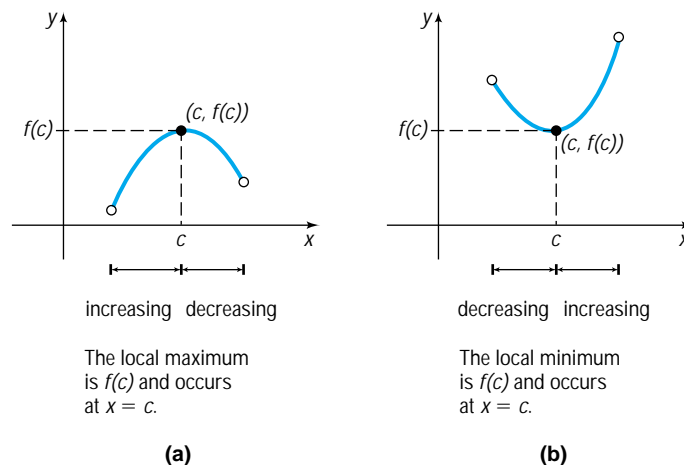 y
(c, f(c))
f(c)
c
x
increasing decreasing
The local maximum
is f(c) and occurs
at x = c.
(a)
y
f(c)
(c, f(c))
c
x
decreasing increasing
The local minimum
is f(c) and occurs
at x = c.
(b)